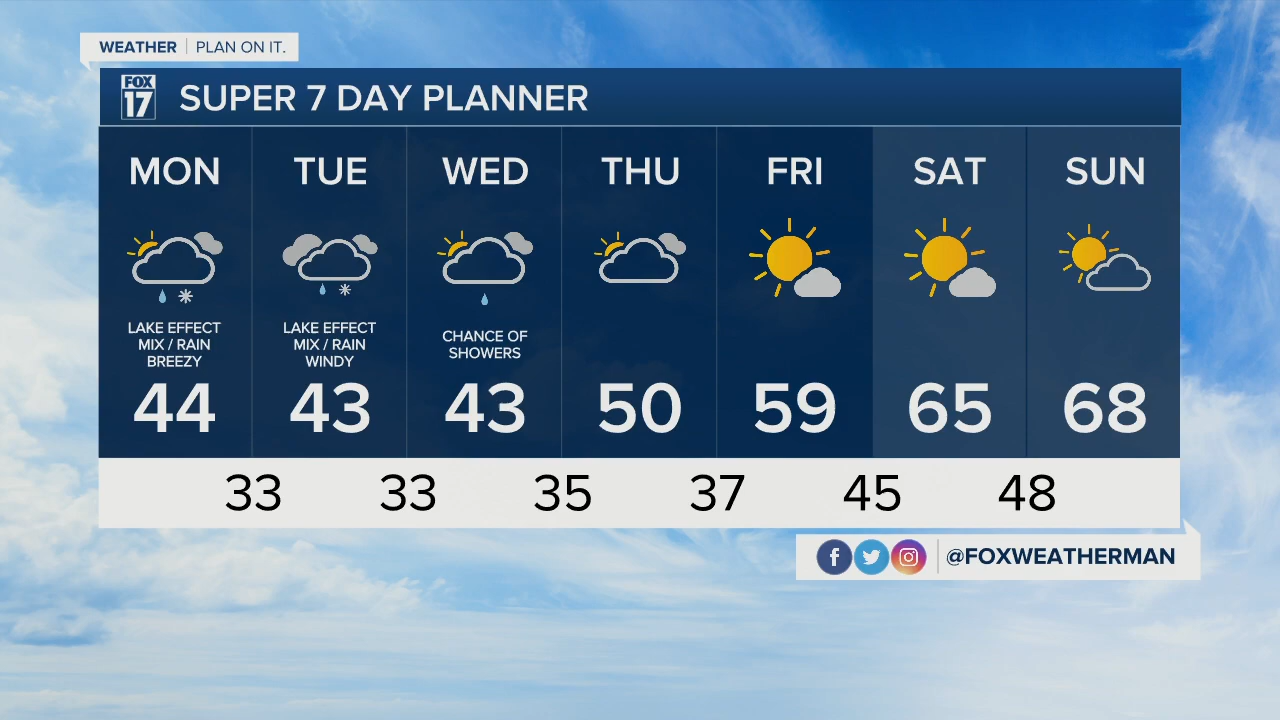 WEATHER | PLAN ON IT.
FOX 17
SUPER 7 DAY PLANNER
MON TUE WED THU FRI SAT SUN
LAKE EFFECT MIX / RAIN BREEZY
LAKE EFFECT MIX / RAIN WINDY
CHANCE OF SHOWERS
44 43 43 50 59 65 68
33 33 35 37 45 48
@FOXWEATHERMAN